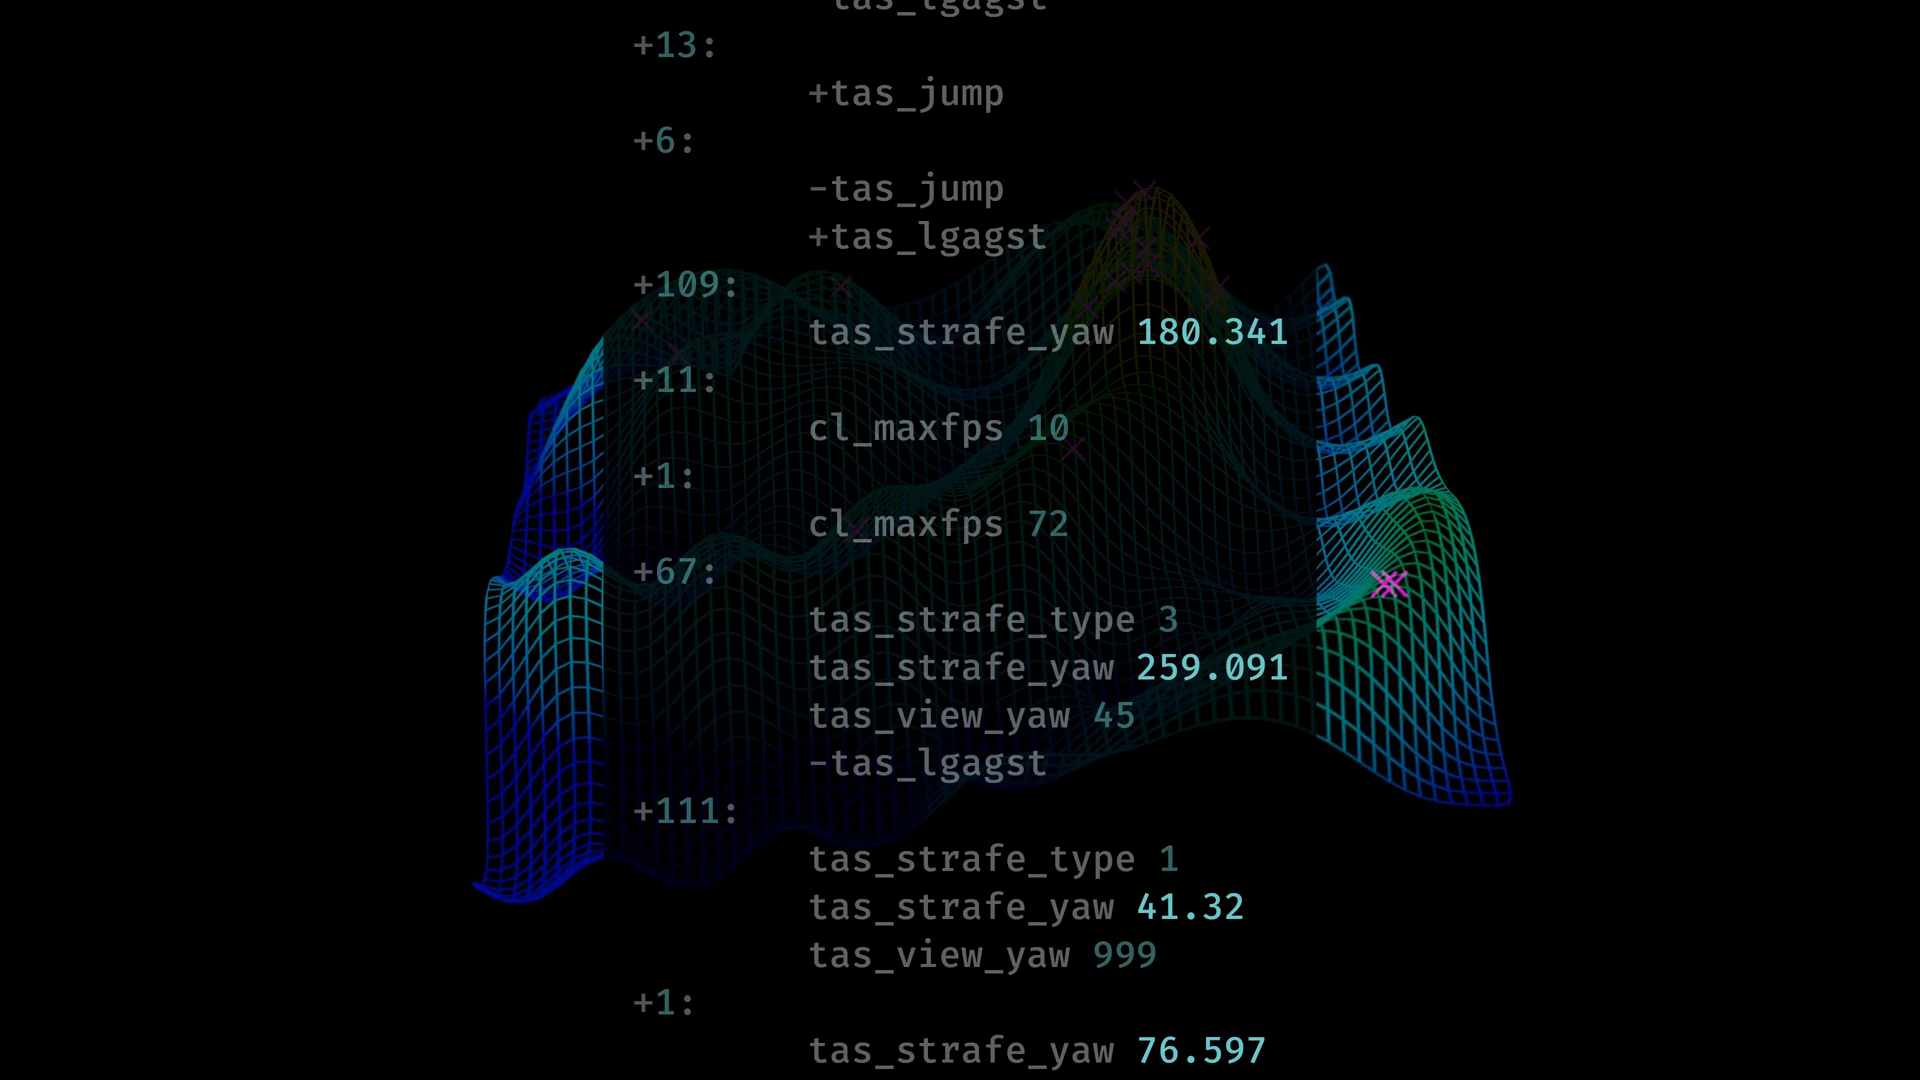 tas_lgagst
+13:
+tas_jump
+6:
-tas_jump
+tas_lgagst
+109:
tas_strafe_yaw 180.341
+11:
cl_maxfps 10
+1:
cl_maxfps 72
+67:
tas_strafe_type 3
tas_strafe_yaw 259.091
tas_view_yaw 45
-tas_lgagst
+111:
tas_strafe_type 1
tas_strafe_yaw 41.32
tas_view_yaw 999
+1:
tas_strafe_yaw 76.597